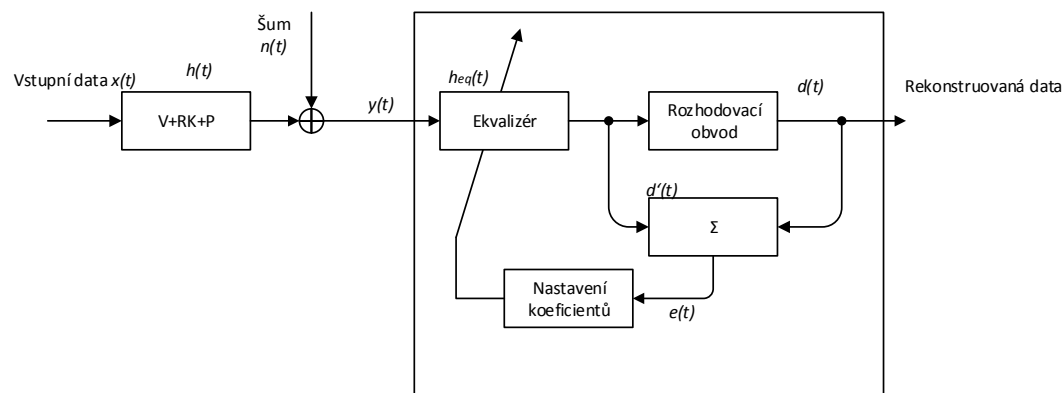 Šum
n(t)
Vstupní data x(t)
h(t)
V+RK+P
y(t)
heq(t)
Ekvalizér
Rozhodovací
obvod
d(t)
Rekonstruovaná data
d‘(t)
Σ
Nastavení
koeficientů
e(t)